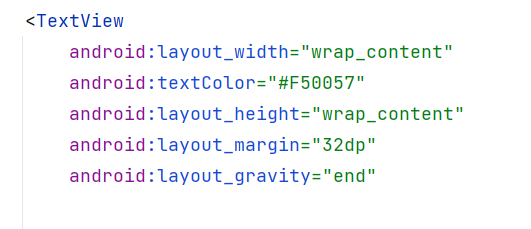 <TextView
android:layout_width="wrap_content"
android:textColor="#F50057"
android:layout_height="wrap_content"
android:layout_margin="32dp"
android:layout_gravity="end"